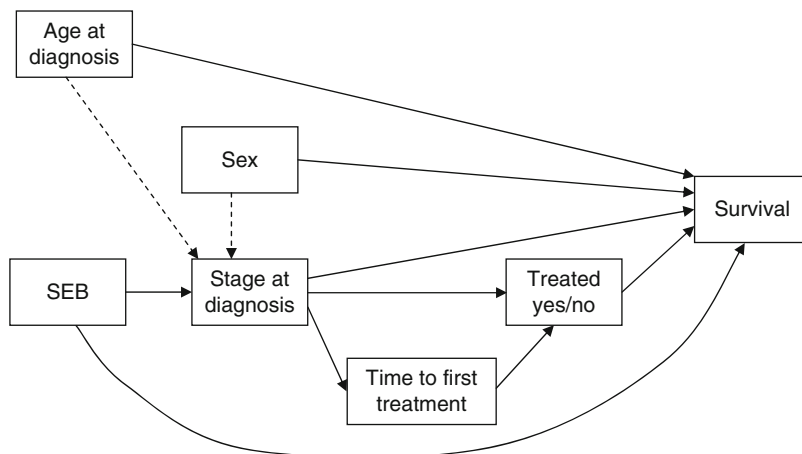 Age at
diagnosis
Sex
Survival
SEB
Stage at
diagnosis
Treated
yes/no
Time to first
treatment